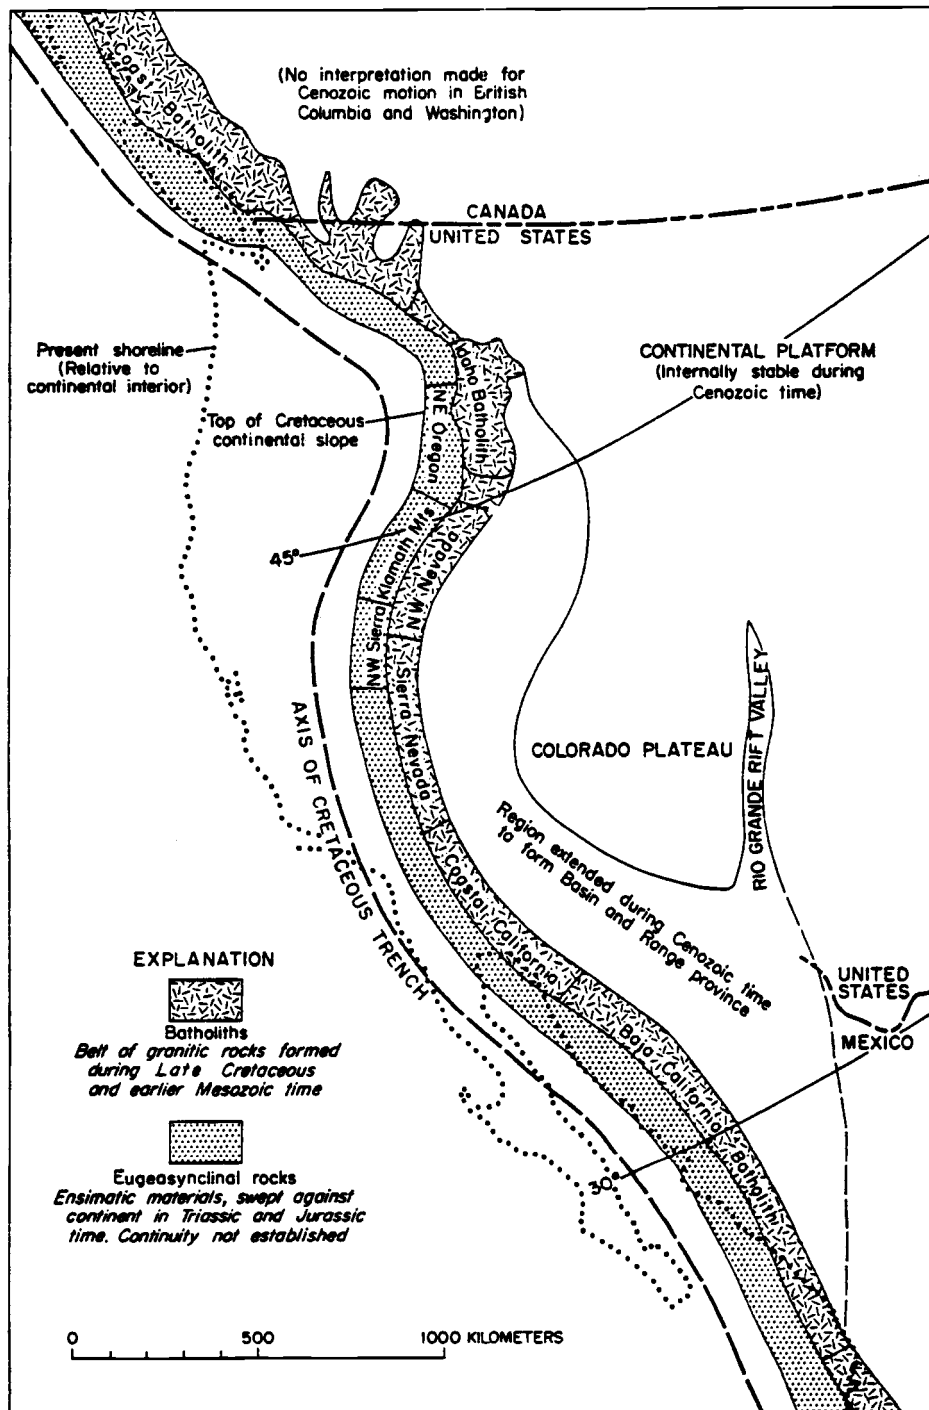 Coast Batholith
(No interpretation made for
Cenozoic motion in Eritish
Columbia and Washington)
CANADA
UNITED STATES
Present shoreline
(Relative to
continental interior)
CONTINENTAL PLATFORM
(Internally stable during
Cenozoic time)
Idaho Batholith
Top of Cretaceous
continental slope
NE Oregon
45°
Klamath Mts
NW Nevada
NW Sierra
Sierra Nevada
AXIS OF CRETACEOUS TRENCH
COLORADO PLATEAU
RIO GRANDE RIFT VALLEY
Region extended during Cenozoic time
to form Basin and Range province
Coastal California
UNITED
STATES
MEXICO
Baja California Batholith
30°
EXPLANATION
Batholiths
Belt of granitic rocks formed
during Late Cretaceous
and earlier Mesozoic time
Eugeasynclinal rocks
Ensimatic materials, swept against
continent in Triassic and Jurassic
time. Continuity not established
0 500 1000 KILOMETERS